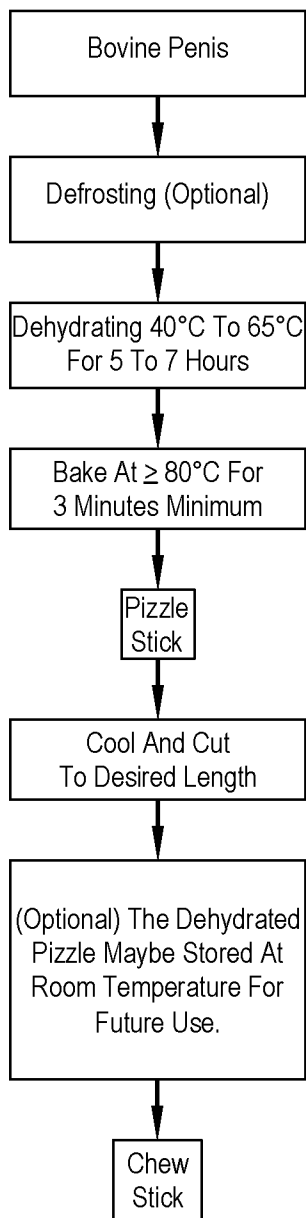 Bovine Penis
Defrosting (Optional)
Dehydrating 40°C To 65°C
For 5 To 7 Hours
Bake At ≥ 80°C For
3 Minutes Minimum
Pizzle
Stick
Cool And Cut
To Desired Length
(Optional) The Dehydrated
Pizzle Maybe Stored At
Room Temperature For
Future Use.
Chew
Stick